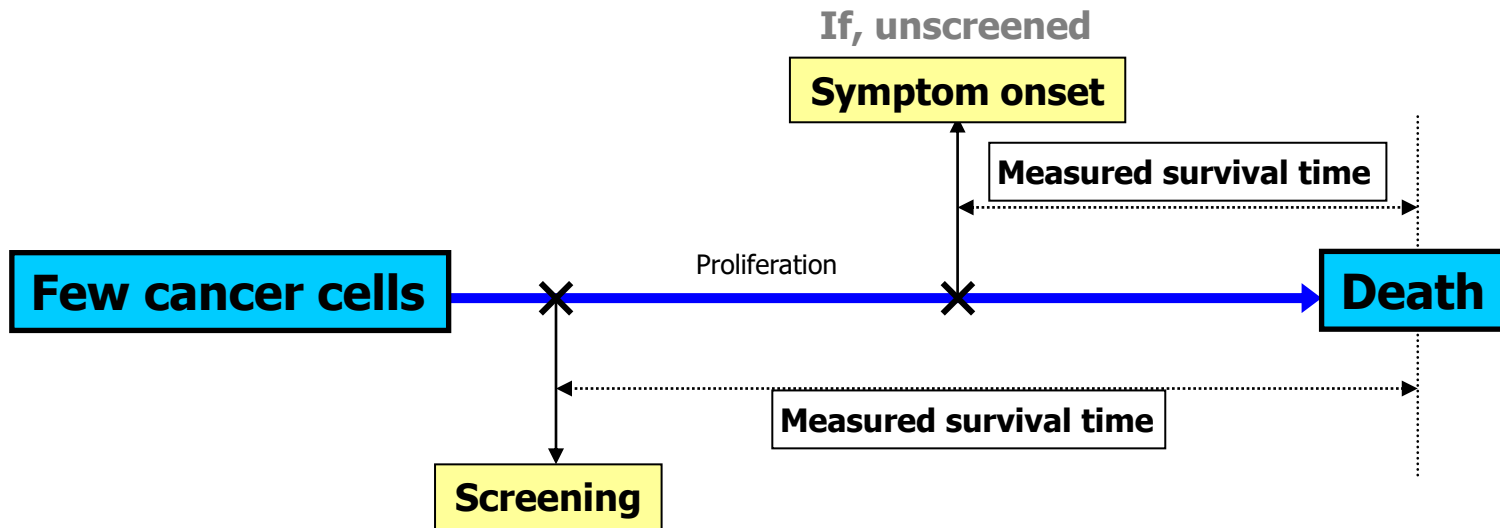 If, unscreened
Symptom onset
Measured survival time
Proliferation
Few cancer cells
Death
Measured survival time
Screening